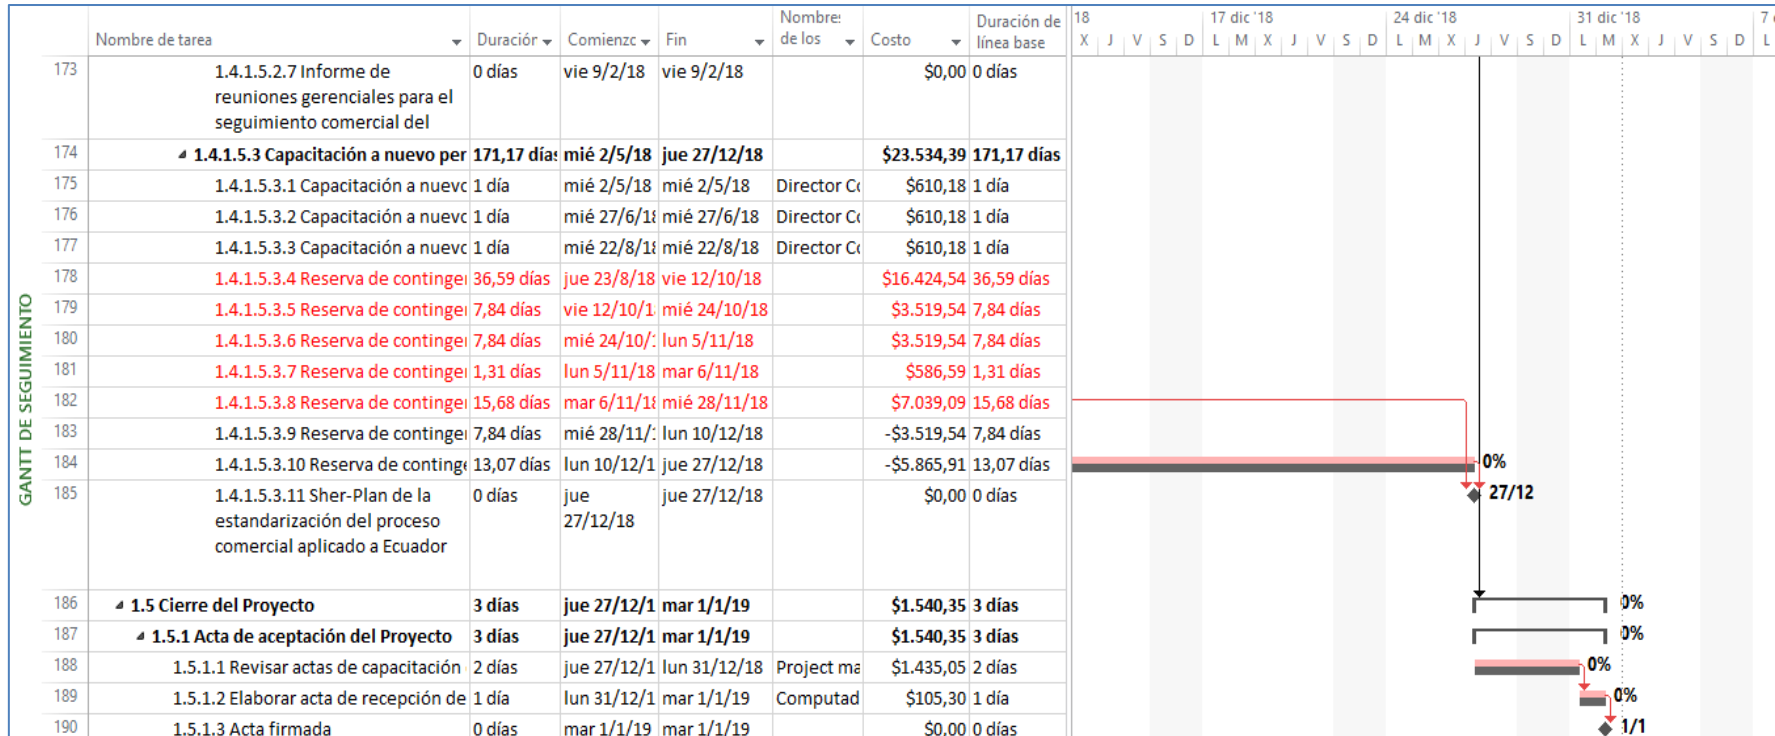 Nombre de tarea Duración Comienzo Fin Nombres de los Costo Duración de línea base
18 17 dic '18 24 dic '18 31 dic '18 7
X J V S D L M X J V S D L M X J V S D L M X J V S D L
GANTT DE SEGUIMIENTO
173 1.4.1.5.2.7 Informe de reuniones gerenciales para el seguimiento comercial del 0 días vie 9/2/18 vie 9/2/18 $0,00 0 días
174 1.4.1.5.3 Capacitación a nuevo per 171,17 días mié 2/5/18 jue 27/12/18 $23.534,39 171,17 días
175 1.4.1.5.3.1 Capacitación a nuevo 1 día mié 2/5/18 mié 2/5/18 Director Co $610,18 1 día
176 1.4.1.5.3.2 Capacitación a nuevo 1 día mié 27/6/18 mié 27/6/18 Director Co $610,18 1 día
177 1.4.1.5.3.3 Capacitación a nuevo 1 día mié 22/8/18 mié 22/8/18 Director Co $610,18 1 día
178 1.4.1.5.3.4 Reserva de contingen 36,59 días jue 23/8/18 vie 12/10/18 $16.424,54 36,59 días
179 1.4.1.5.3.5 Reserva de contingen 7,84 días vie 12/10/1 mié 24/10/18 $3.519,54 7,84 días
180 1.4.1.5.3.6 Reserva de contingen 7,84 días mié 24/10/ lun 5/11/18 $3.519,54 7,84 días
181 1.4.1.5.3.7 Reserva de contingen 1,31 días lun 5/11/18 mar 6/11/18 $586,59 1,31 días
182 1.4.1.5.3.8 Reserva de contingen 15,68 días mar 6/11/18 mié 28/11/18 $7.039,09 15,68 días
183 1.4.1.5.3.9 Reserva de contingen 7,84 días mié 28/11/ lun 10/12/18 -$3.519,54 7,84 días
184 1.4.1.5.3.10 Reserva de continge 13,07 días lun 10/12/1 jue 27/12/18 -$5.865,91 13,07 días 0%
185 1.4.1.5.3.11 Sher-Plan de la estandarización del proceso comercial aplicado a Ecuador 0 días jue 27/12/18 jue 27/12/18 $0,00 0 días 27/12
186 1.5 Cierre del Proyecto 3 días jue 27/12/1 mar 1/1/19 $1.540,35 3 días 0%
187 1.5.1 Acta de aceptación del Proyecto 3 días jue 27/12/1 mar 1/1/19 $1.540,35 3 días 0%
188 1.5.1.1 Revisar actas de capacitación 2 días jue 27/12/1 lun 31/12/18 Project ma $1.435,05 2 días 0%
189 1.5.1.2 Elaborar acta de recepción de 1 día lun 31/12/1 mar 1/1/19 Computad $105,30 1 día 0%
190 1.5.1.3 Acta firmada 0 días mar 1/1/19 mar 1/1/19 $0,00 0 días 1/1